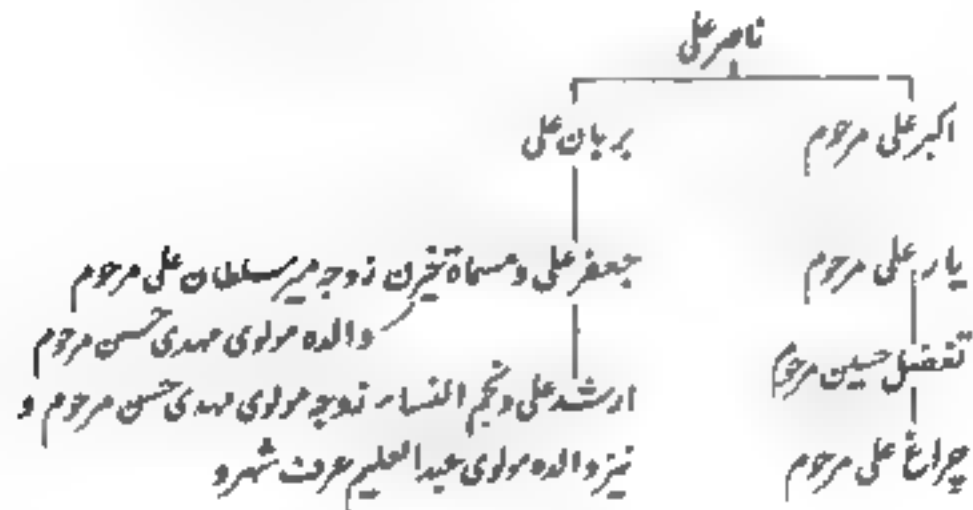 ناصر علی
اکبر علی مرحوم
برہان علی
یار علی مرحوم
جعفر علی و مسماۃ خیرن زوجہ میر سلطان علی مرحوم
والدہ مولوی مہدی حسن مرحوم
تفضل حسین مرحوم
ارشد علی و نجم النساء زوجہ مولوی مہدی حسن مرحوم و
چراغ علی مرحوم
نیز والدہ مولوی عبدالعلیم عرف شہرو